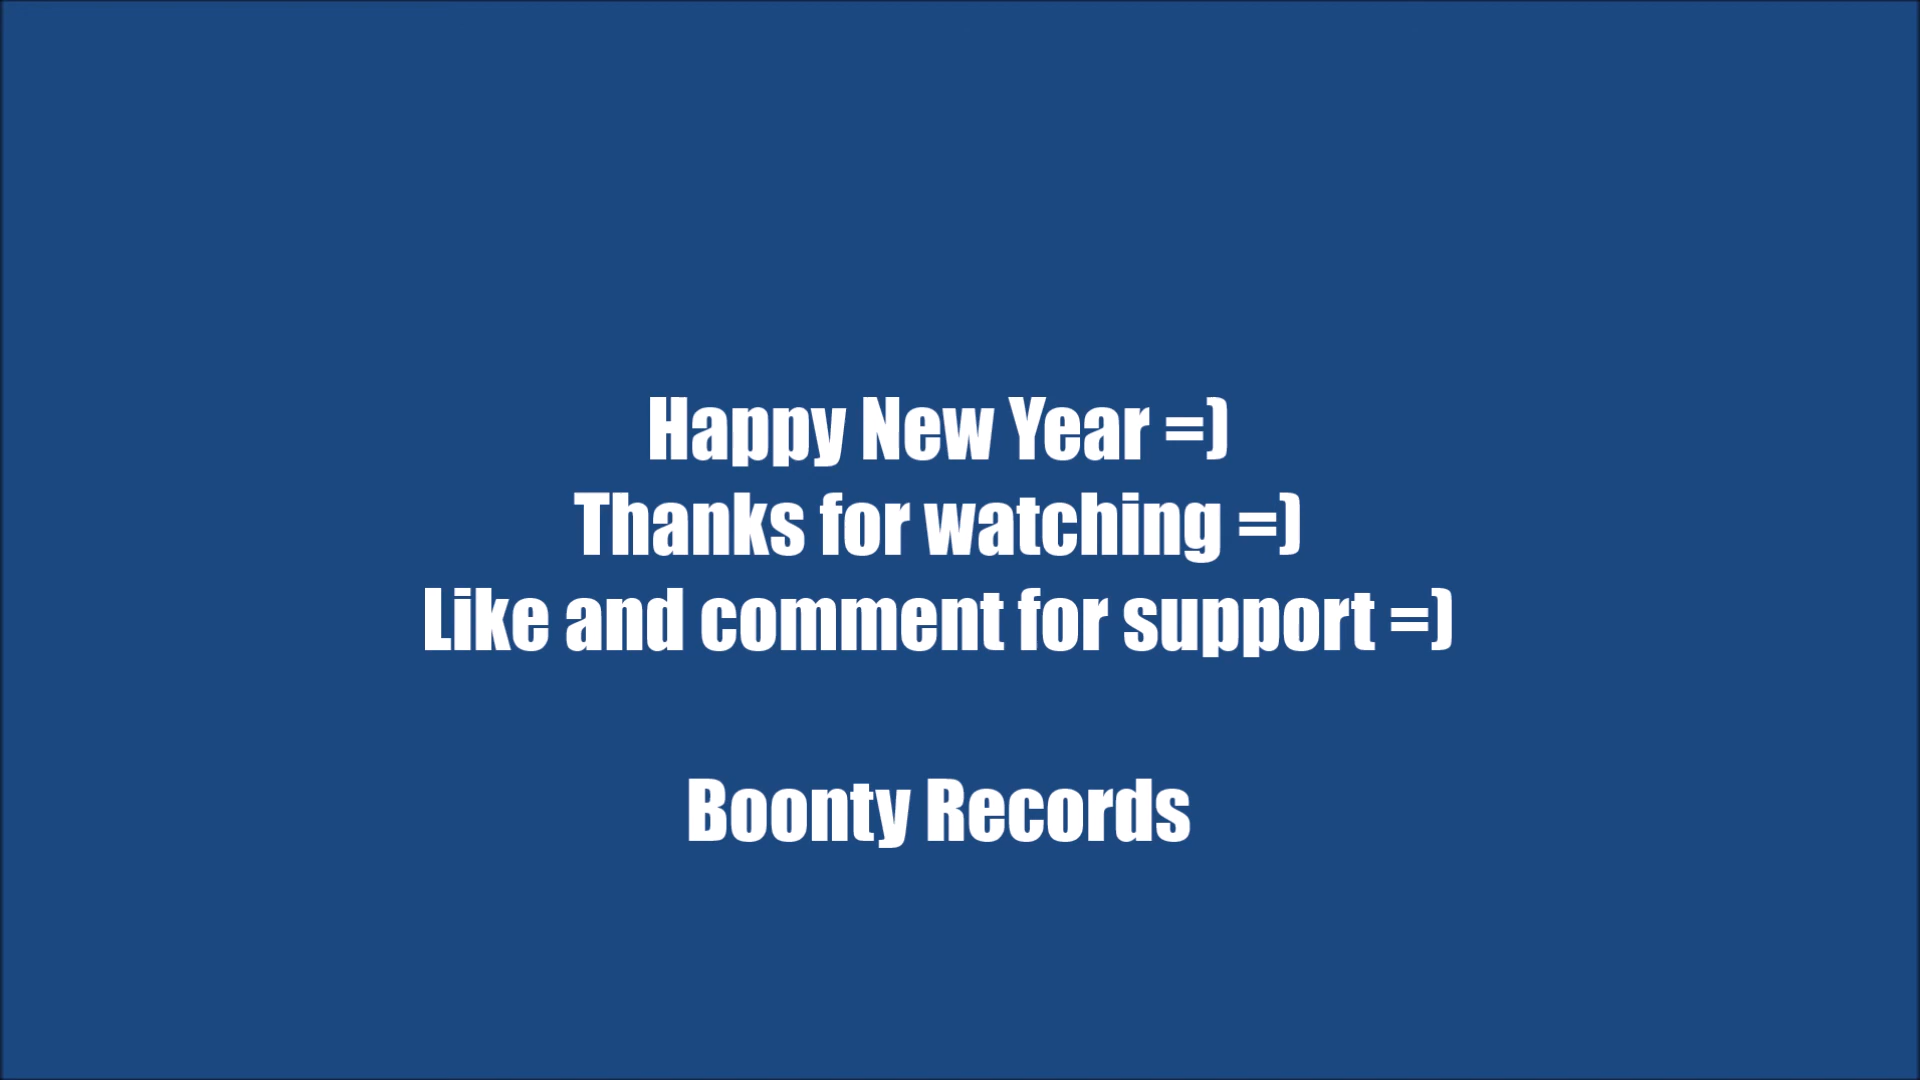 Happy New Year =)
Thanks for watching =)
Like and comment for support =)
Boonty Records